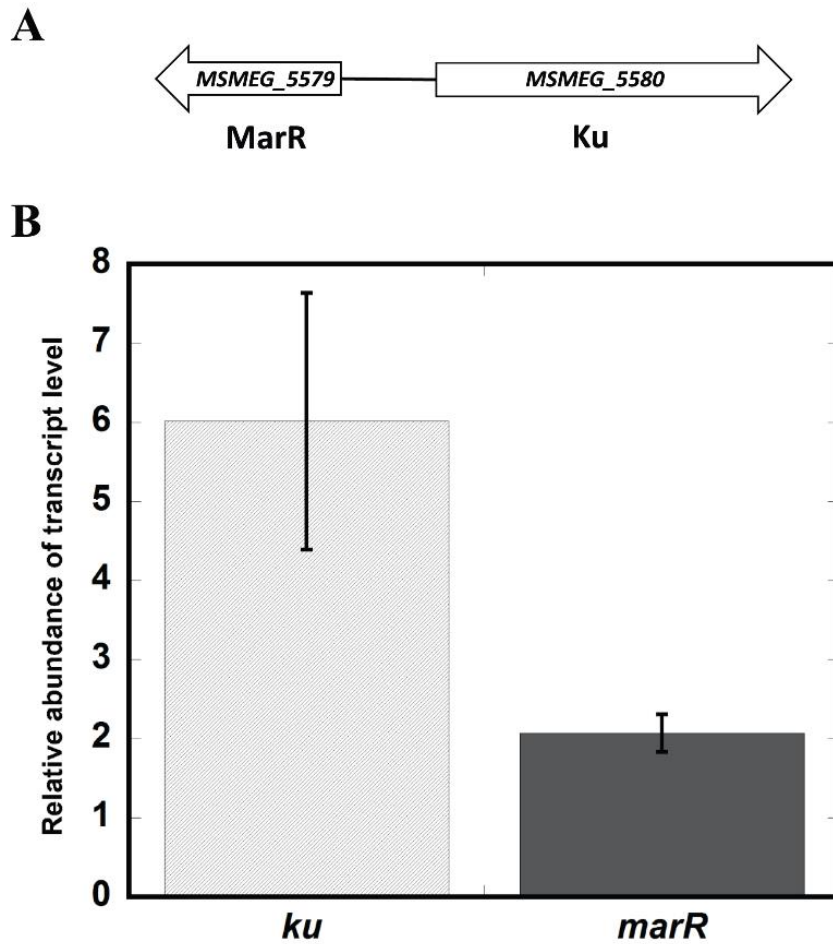 A
MSMEG_5579
MSMEG_5580
MarR
Ku
B
Relative abundance of transcript level
8
7
6
5
4
3
2
1
0
ku
marR